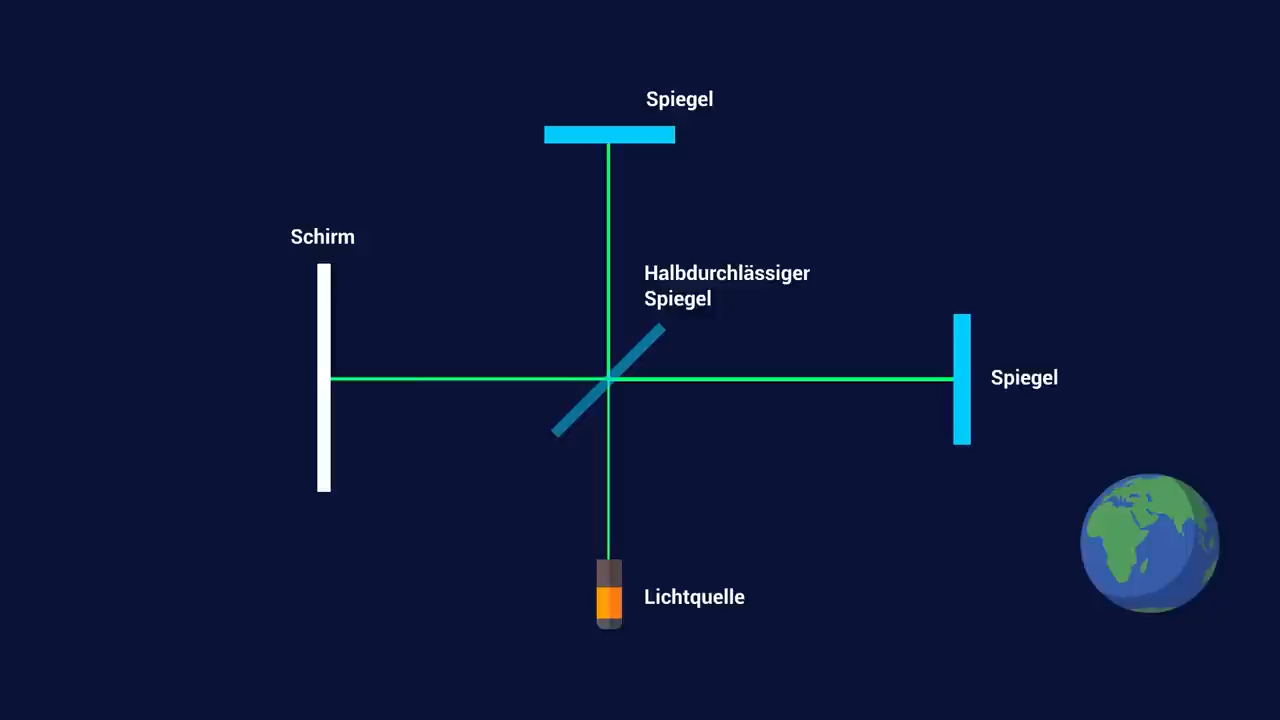 Spiegel
Schirm
Halbdurchlässiger
Spiegel
Spiegel
Lichtquelle